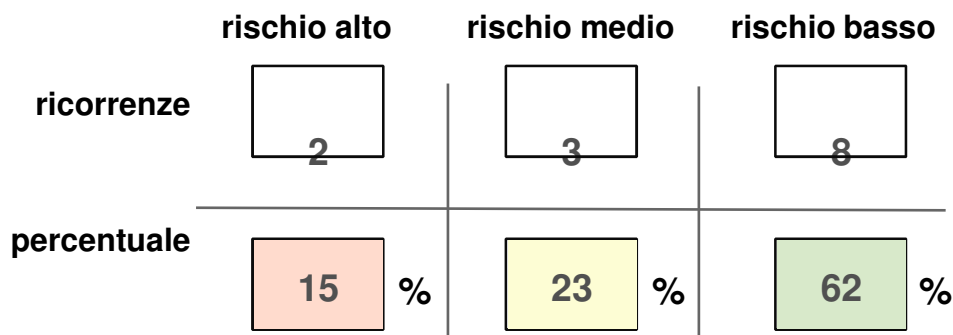 rischio alto rischio medio rischio basso
ricorrenze
2 3 8
percentuale
15 % 23 % 62 %